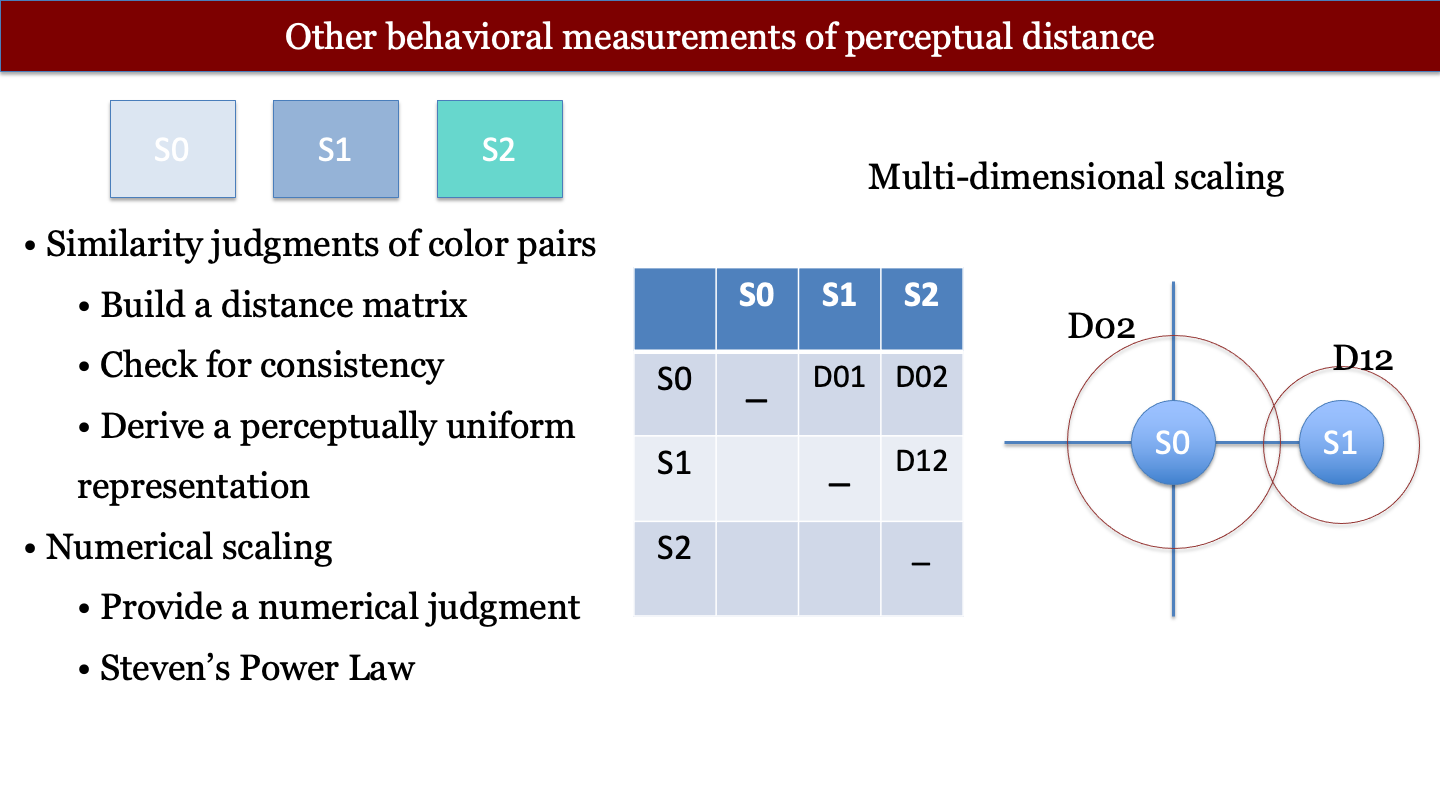 Other behavioral measurements of perceptual distance
S0 S1 S2
Multi-dimensional scaling
• Similarity judgments of color pairs
• Build a distance matrix
• Check for consistency
• Derive a perceptually uniform
representation
• Numerical scaling
• Provide a numerical judgment
• Steven’s Power Law
S0 S1 S2
S0 – D01 D02
S1 – D12
S2 –
D02
D12
S0 S1